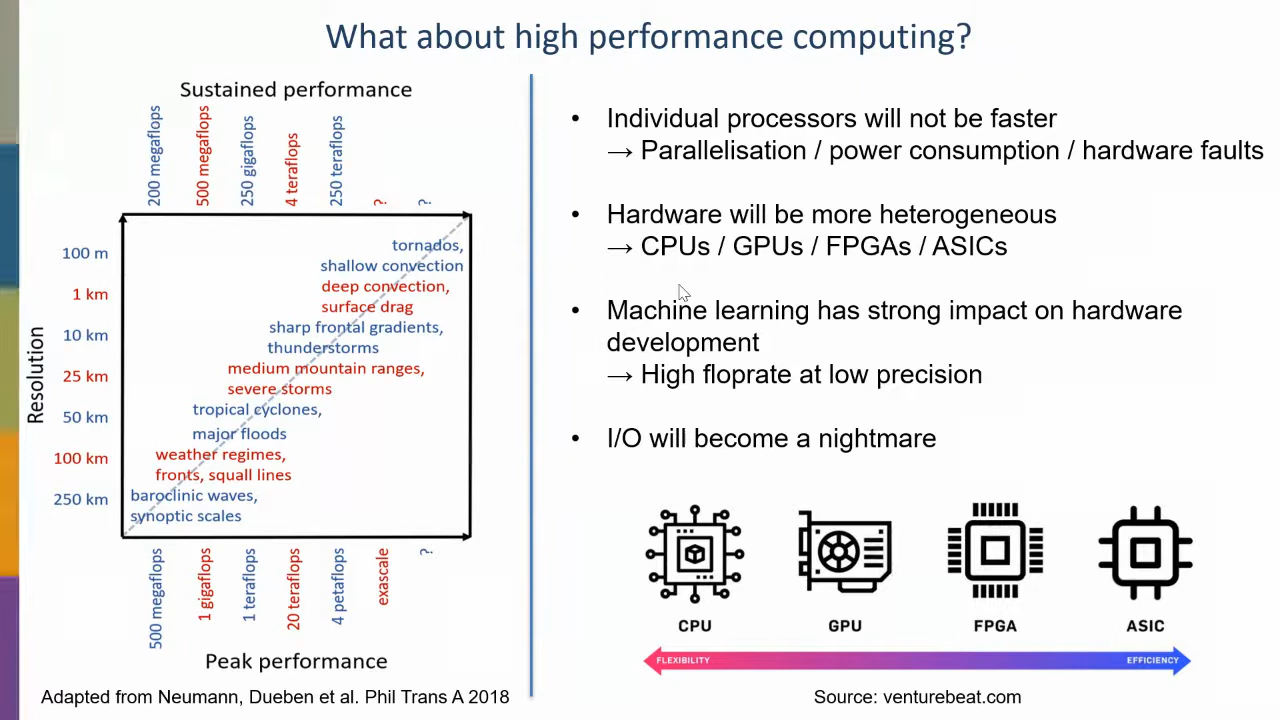 What about high performance computing?
Sustained performance
200 megaflops
500 megaflops
250 gigaflops
4 teraflops
250 teraflops
?
?
Resolution
100 m
1 km
10 km
25 km
50 km
100 km
250 km
tornados,
shallow convection
deep convection,
surface drag
sharp frontal gradients,
thunderstorms
medium mountain ranges,
severe storms
tropical cyclones,
major floods
weather regimes,
fronts, squall lines
baroclinic waves,
synoptic scales
500 megaflops
1 gigaflops
1 teraflops
20 teraflops
4 petaflops
exascale
?
Peak performance
Adapted from Neumann, Dueben et al. Phil Trans A 2018
• Individual processors will not be faster
→ Parallelisation / power consumption / hardware faults
• Hardware will be more heterogeneous
→ CPUs / GPUs / FPGAs / ASICs
• Machine learning has strong impact on hardware
development
→ High floprate at low precision
• I/O will become a nightmare
CPU
GPU
FPGA
ASIC
FLEXIBILITY
EFFICIENCY
Source: venturebeat.com